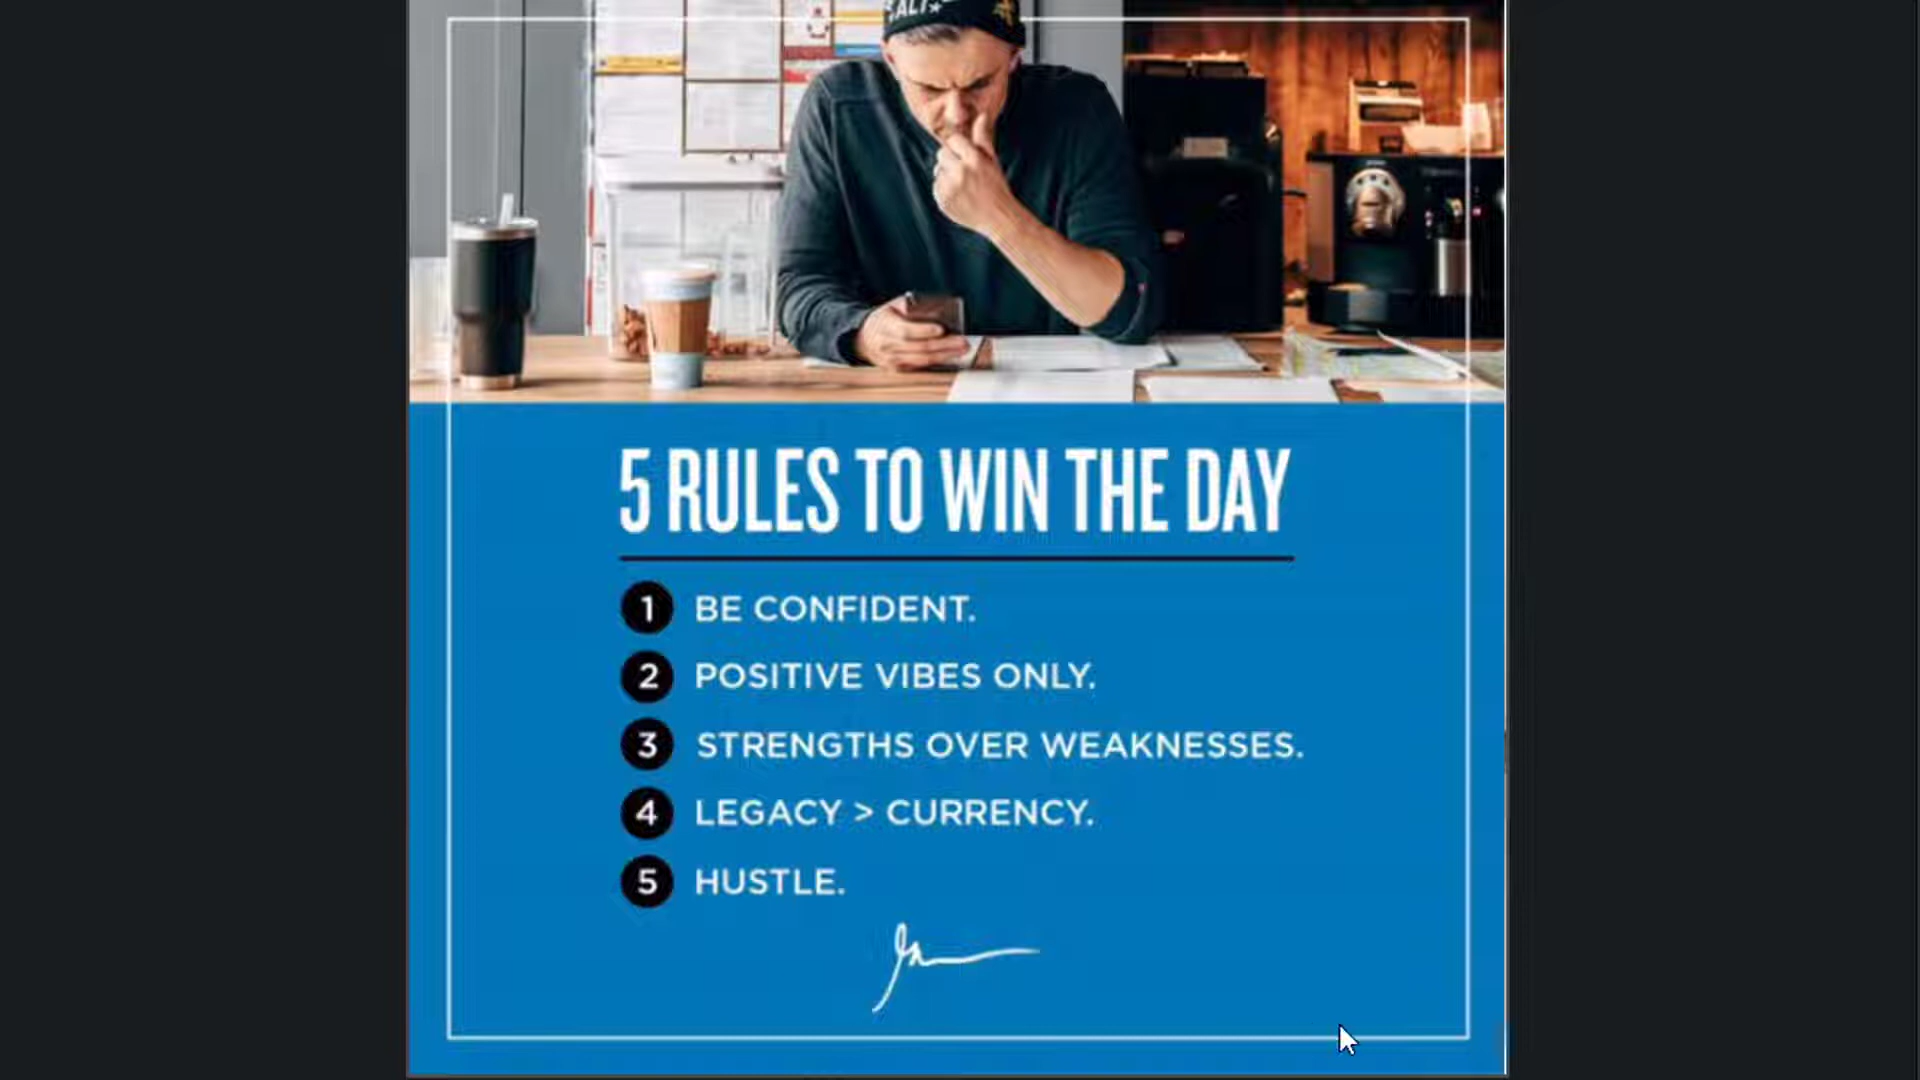 5 RULES TO WIN THE DAY
1 BE CONFIDENT.
2 POSITIVE VIBES ONLY.
3 STRENGTHS OVER WEAKNESSES.
4 LEGACY > CURRENCY.
5 HUSTLE.